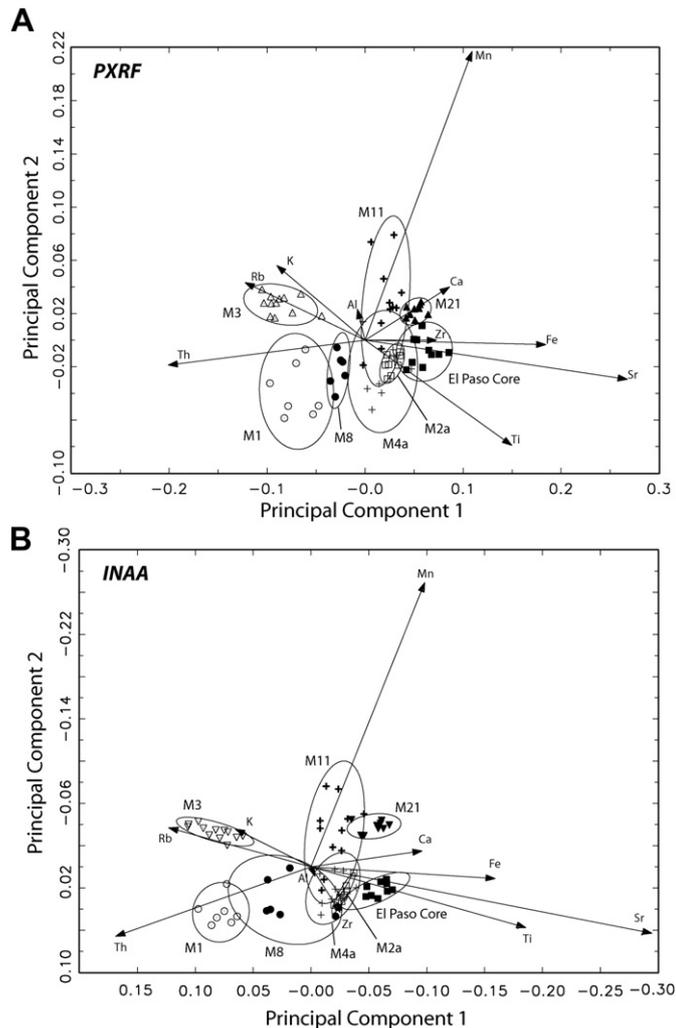 A
PXRF
0.22
0.18
0.14
0.10
0.06
0.02
−0.02
−0.10
Principal Component 2
Mn
M11
K
Rb
M3
Al
Ca
M21
Zr
Fe
Th
El Paso Core
Sr
M1
M8
M4a
M2a
Ti
−0.3
−0.2
−0.1
−0.0
0.1
0.2
0.3
Principal Component 1
B
INAA
−0.30
−0.22
−0.14
−0.06
0.02
0.10
Principal Component 2
Mn
M11
M3
K
Rb
M21
Ca
Al
Fe
El Paso Core
Sr
Th
M1
M8
Zr
M4a
M2a
Ti
0.15
0.10
0.05
−0.00
−0.05
−0.10
−0.15
−0.20
−0.25
−0.30
Principal Component 1